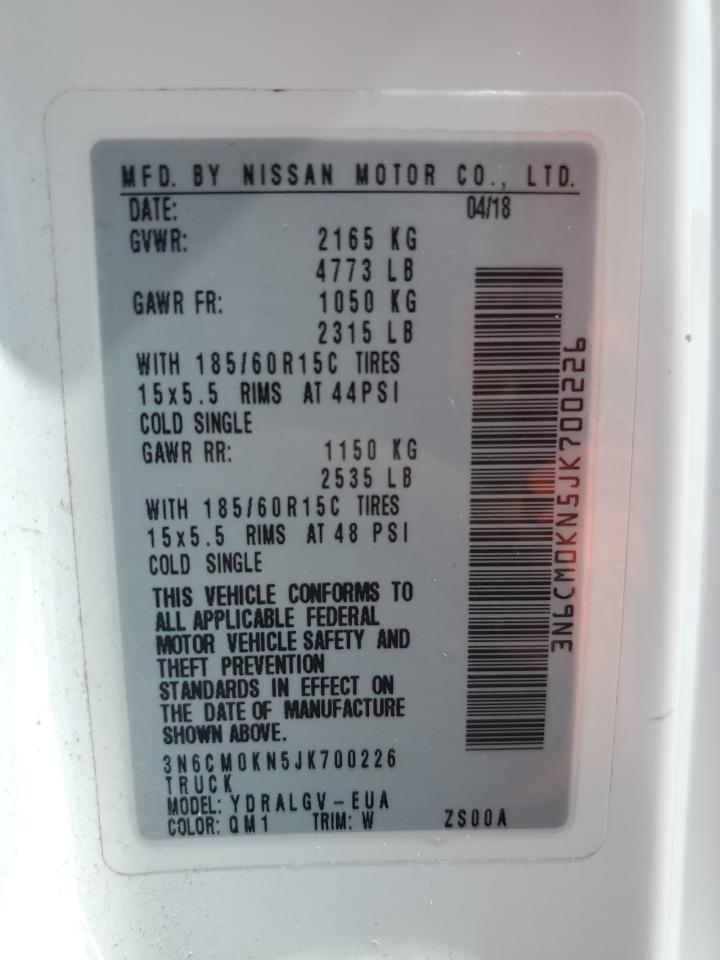 MFD. BY NISSAN MOTOR CO., LTD.
DATE: 04/18
GVWR: 2165 KG
4773 LB
GAWR FR: 1050 KG
2315 LB
WITH 185/60R15C TIRES
15x5.5 RIMS AT 44PSI
COLD SINGLE
GAWR RR: 1150 KG
2535 LB
WITH 185/60R15C TIRES
15x5.5 RIMS AT 48 PSI
COLD SINGLE
THIS VEHICLE CONFORMS TO
ALL APPLICABLE FEDERAL
MOTOR VEHICLE SAFETY AND
THEFT PREVENTION
STANDARDS IN EFFECT ON
THE DATE OF MANUFACTURE
SHOWN ABOVE.
3N6CM0KN5JK700226
TRUCK
MODEL: YDRALGV-EUA
COLOR: QM1 TRIM: W ZS00A
3N6CM0KN5JK700226